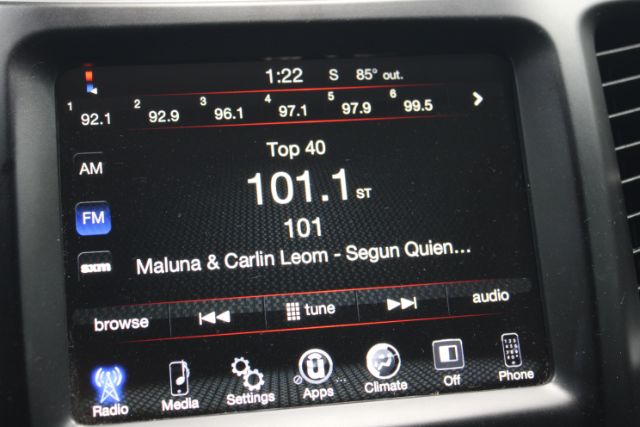 1:22 S 85° out.
1 92.1 2 92.9 3 96.1 4 97.1 5 97.9 6 99.5
Top 40
AM
101.1 ST
FM
101
sxm
Maluna & Carlin Leom - Segun Quien...
browse tune audio
Radio Media Settings Apps Climate Off Phone